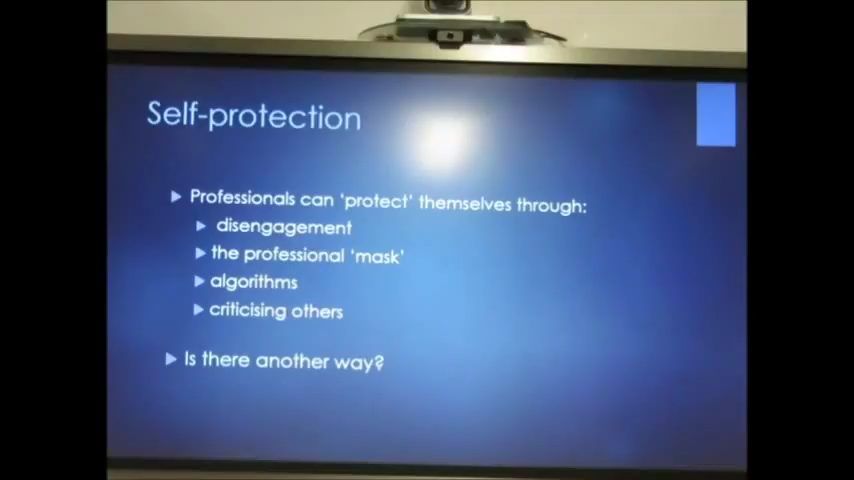 Self-protection
Professionals can 'protect' themselves through:
disengagement
the professional 'mask'
algorithms
criticising others
Is there another way?